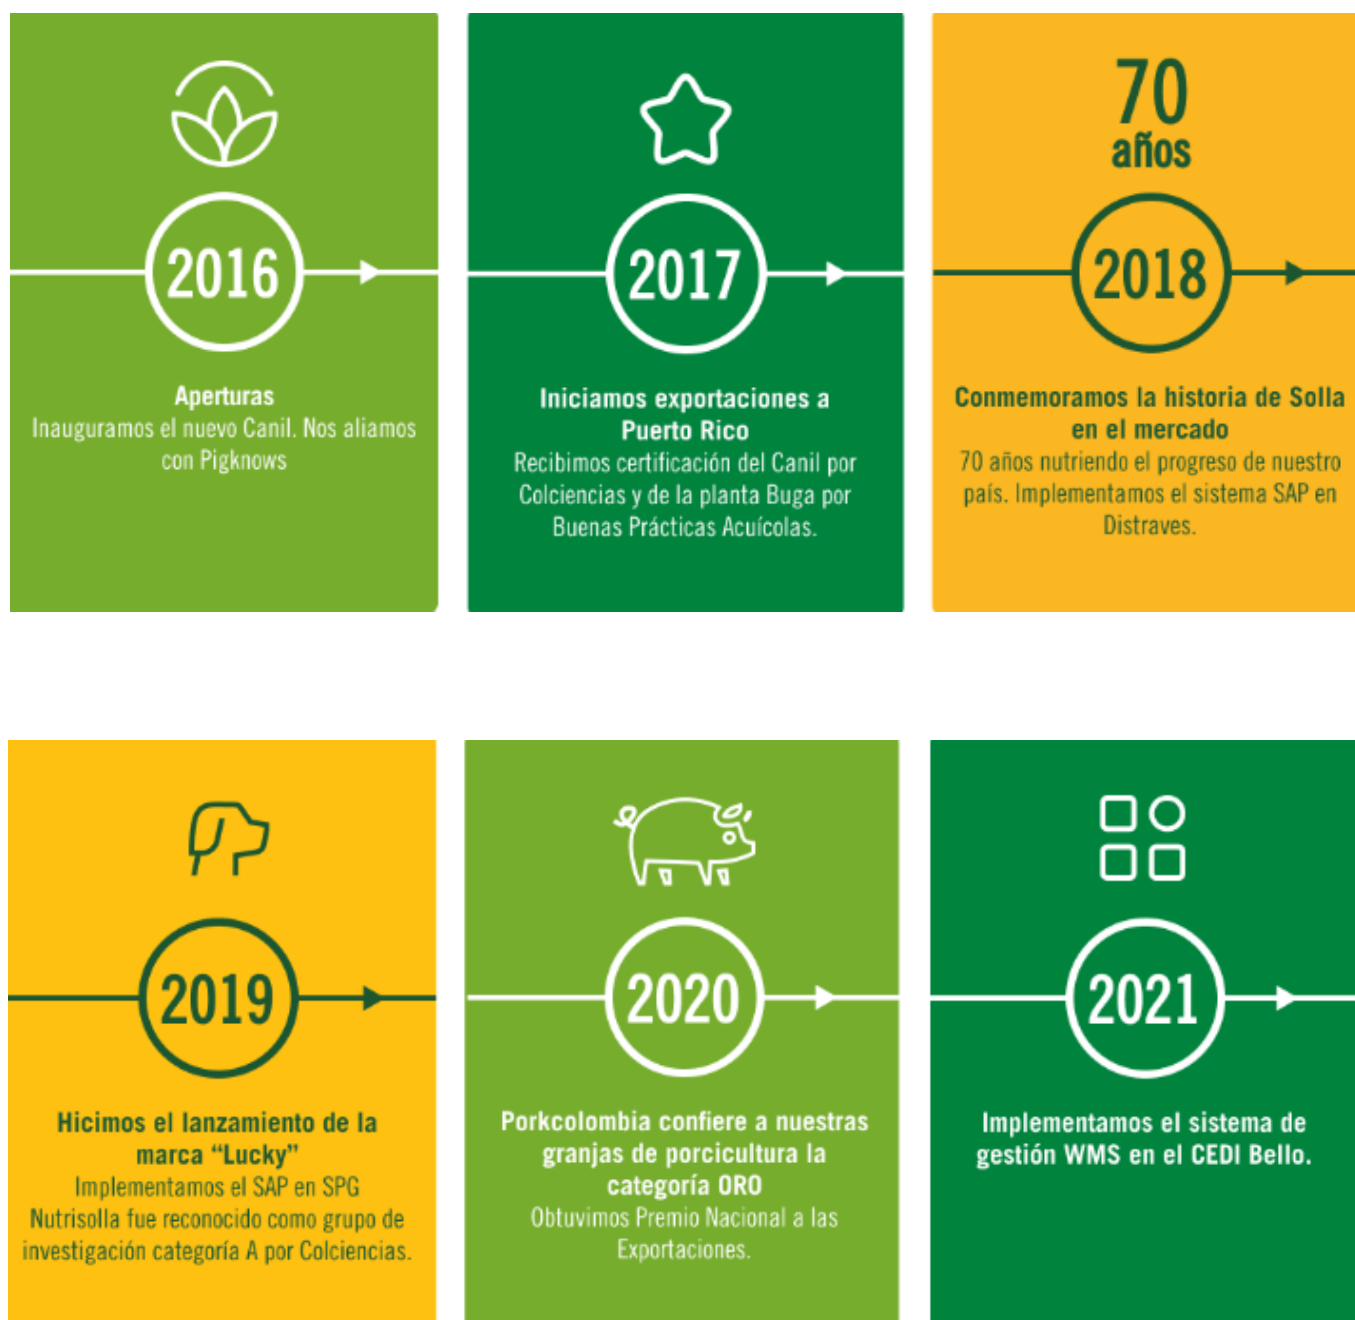 2016
Aperturas
Inauguramos el nuevo Canil. Nos aliamos
con Pigknows
2017
Iniciamos exportaciones a
Puerto Rico
Recibimos certificación del Canil por
Colciencias y de la planta Buga por
Buenas Prácticas Acuícolas.
70
años
2018
Conmemoramos la historia de Solla
en el mercado
70 años nutriendo el progreso de nuestro
país. Implementamos el sistema SAP en
Distraves.
2019
Hicimos el lanzamiento de la
marca “Lucky”
Implementamos el SAP en SPG
Nutrisolla fue reconocido como grupo de
investigación categoría A por Colciencias.
2020
Porkcolombia confiere a nuestras
granjas de porcicultura la
categoría ORO
Obtuvimos Premio Nacional a las
Exportaciones.
2021
Implementamos el sistema de
gestión WMS en el CEDI Bello.